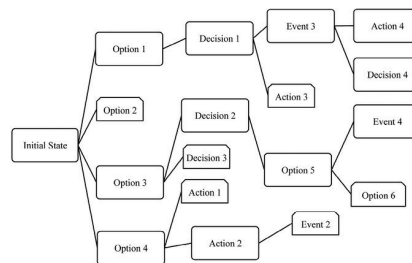 Event 3
Action 4
Option 1
Decision 1
Decision 4
Action 3
Option 2
Decision 2
Event 4
Initial State
Decision 3
Option 5
Option 3
Action 1
Option 6
Event 2
Option 4
Action 2